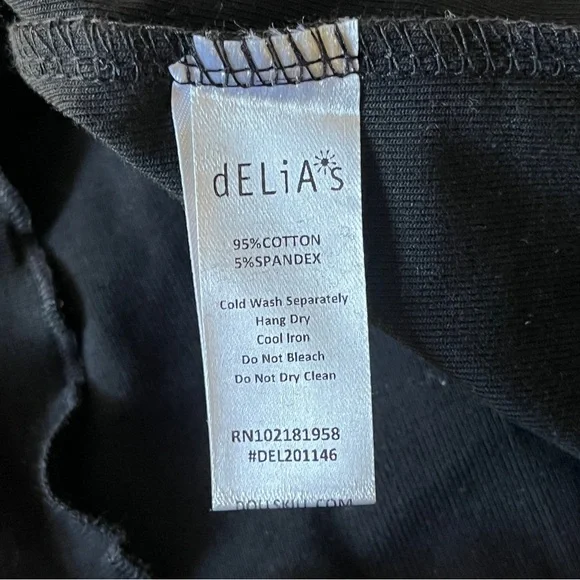 dELiA*s
95%COTTON
5%SPANDEX
Cold Wash Separately
Hang Dry
Cool Iron
Do Not Bleach
Do Not Dry Clean
RN102181958
#DEL201146